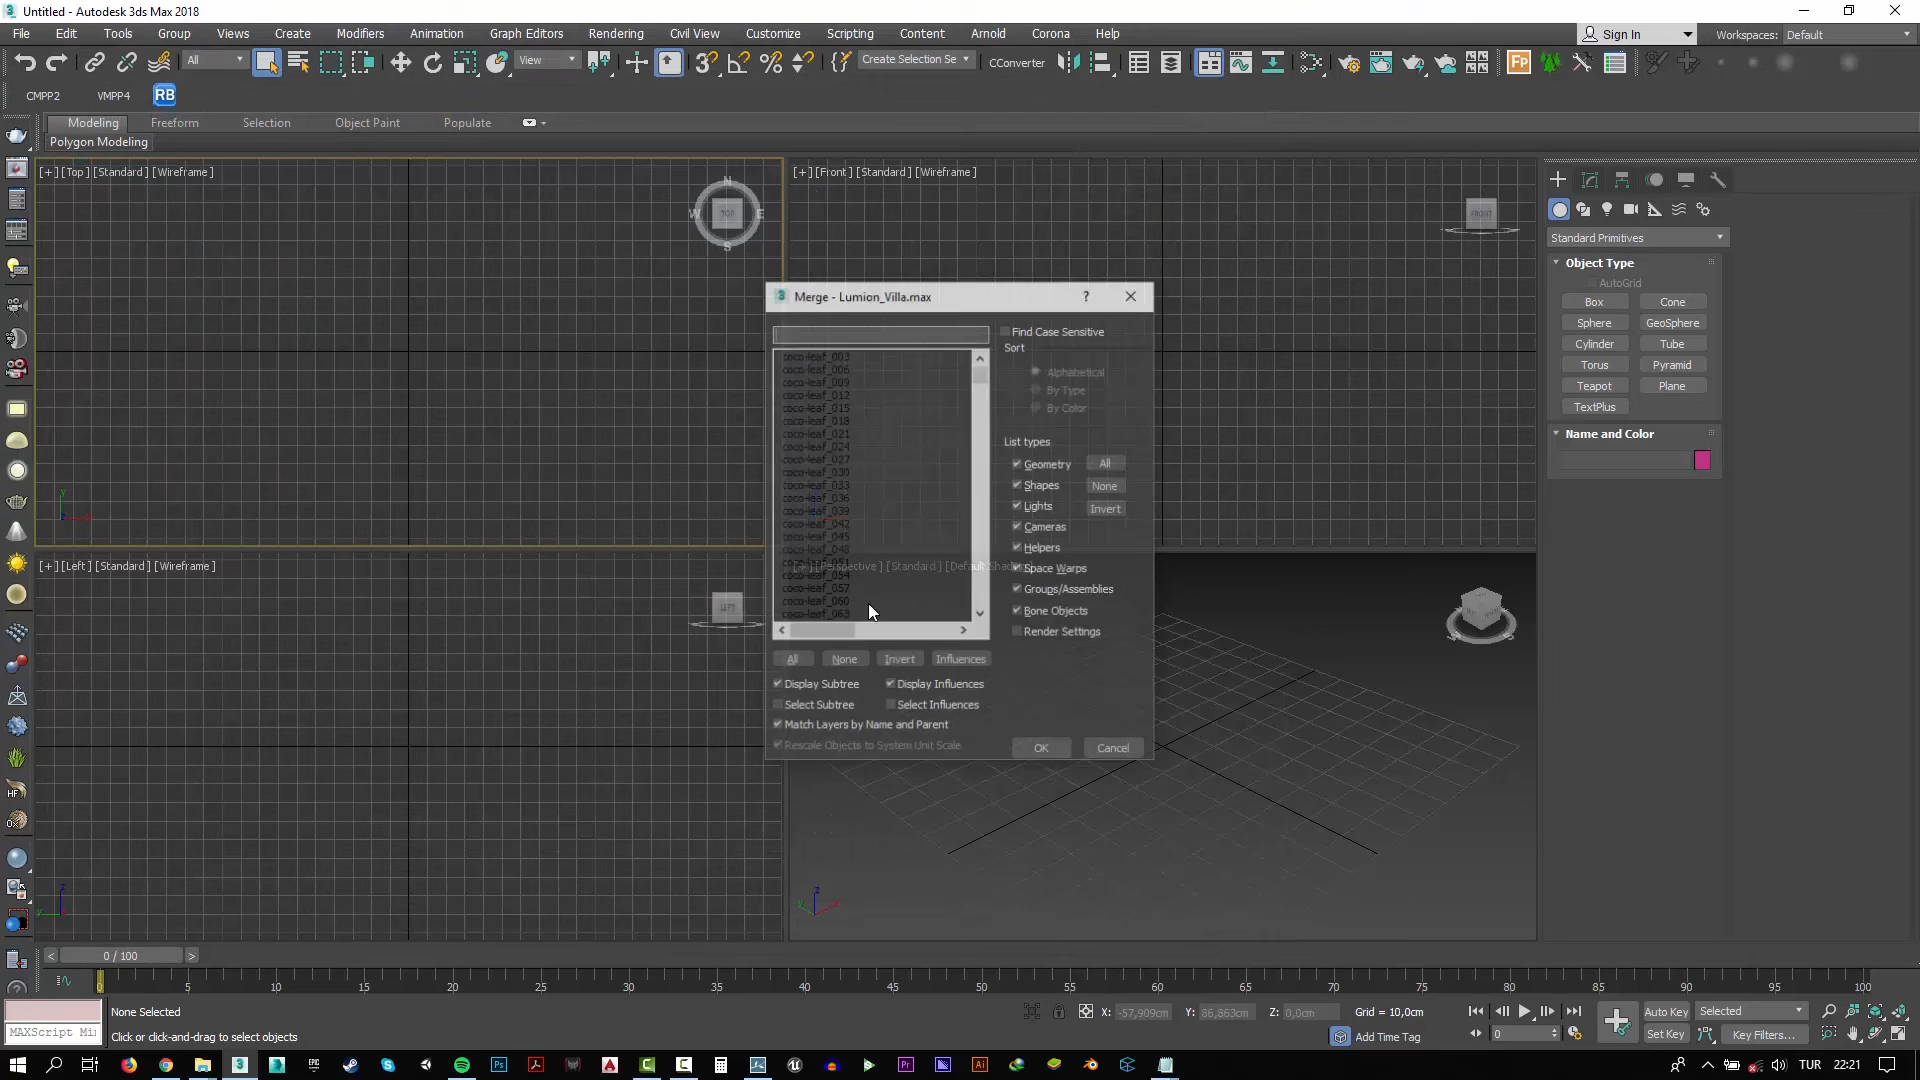 Untitled - Autodesk 3ds Max 2018
File Edit Tools Group Views Create Modifiers Animation Graph Editors Rendering Civil View Customize Scripting Content Arnold Corona Help
Sign In Workspaces: Default
All View Create Selection Se CConverter Fp
CMPP2 VMPP4 RB
Modeling Freeform Selection Object Paint Populate
Polygon Modeling
[+] [Top] [Standard] [Wireframe]
[+] [Front] [Standard] [Wireframe]
N
W TOP E
S
FRONT
Standard Primitives
Object Type
AutoGrid
Box Cone
Sphere GeoSphere
Cylinder Tube
Torus Pyramid
Teapot Plane
TextPlus
Name and Color
Merge - Lumion_Villa.max ?
Find Case Sensitive
Sort
Alphabetical
By Type
By Color
coco-leaf_003
coco-leaf_006
coco-leaf_009
coco-leaf_012
coco-leaf_015
coco-leaf_018
coco-leaf_021
coco-leaf_024
coco-leaf_027
coco-leaf_030
coco-leaf_033
coco-leaf_036
coco-leaf_039
coco-leaf_042
coco-leaf_045
coco-leaf_048
coco-leaf_051
coco-leaf_054
coco-leaf_057
coco-leaf_060
coco-leaf_063
List types
Geometry All
Shapes None
Lights Invert
Cameras
Helpers
Space Warps
Groups/Assemblies
Bone Objects
Render Settings
All None Invert Influences
Display Subtree Display Influences
Select Subtree Select Influences
Match Layers by Name and Parent
Rescale Objects to System Unit Scale
OK Cancel
[+] [Left] [Standard] [Wireframe]
LEFT
[+] [Perspective] [Standard] [Default Shading]
0 / 100
0 5 10 15 20 25 30 35 40 45 50 55 60 65 70 75 80 85 90 95 100
None Selected
X: -57,909cm Y: 86,863cm Z: 0,0cm Grid = 10,0cm
Auto Key Selected
MAXScript Mi
Click or click-and-drag to select objects
Add Time Tag
0
Set Key Key Filters...
TUR 22:21